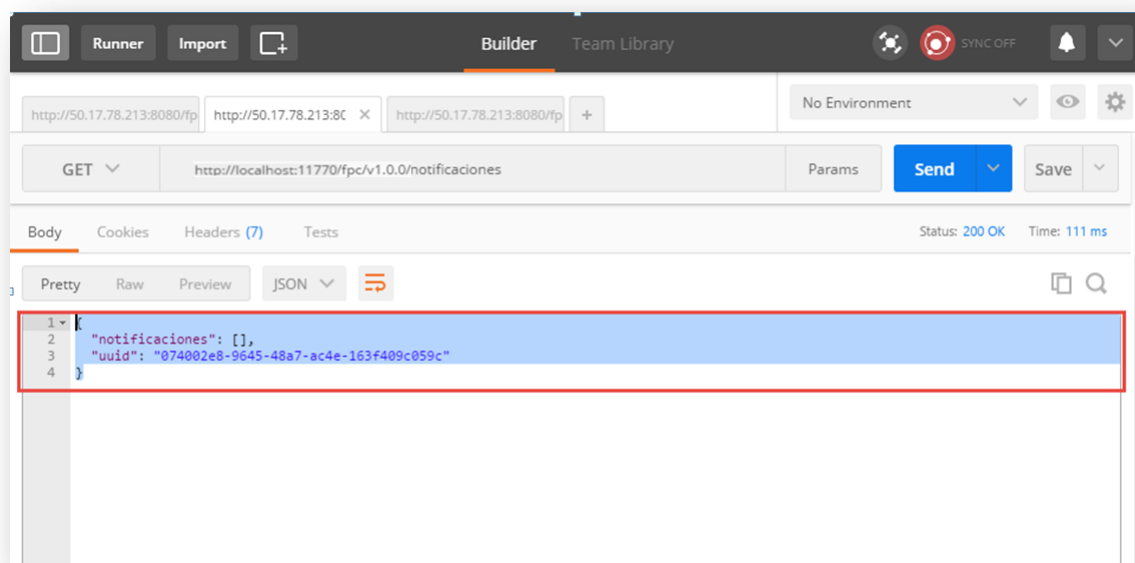 Runner Import Builder Team Library SYNC OFF
http://50.17.78.213:8080/fp http://50.17.78.213:8( http://50.17.78.213:8080/fp + No Environment
GET http://localhost:11770/fpc/v1.0.0/notificaciones Params Send Save
Body Cookies Headers (7) Tests Status: 200 OK Time: 111 ms
Pretty Raw Preview JSON
1 {
2 "notificaciones": [],
3 "uuid": "074002e8-9645-48a7-ac4e-163f409c059c"
4 }